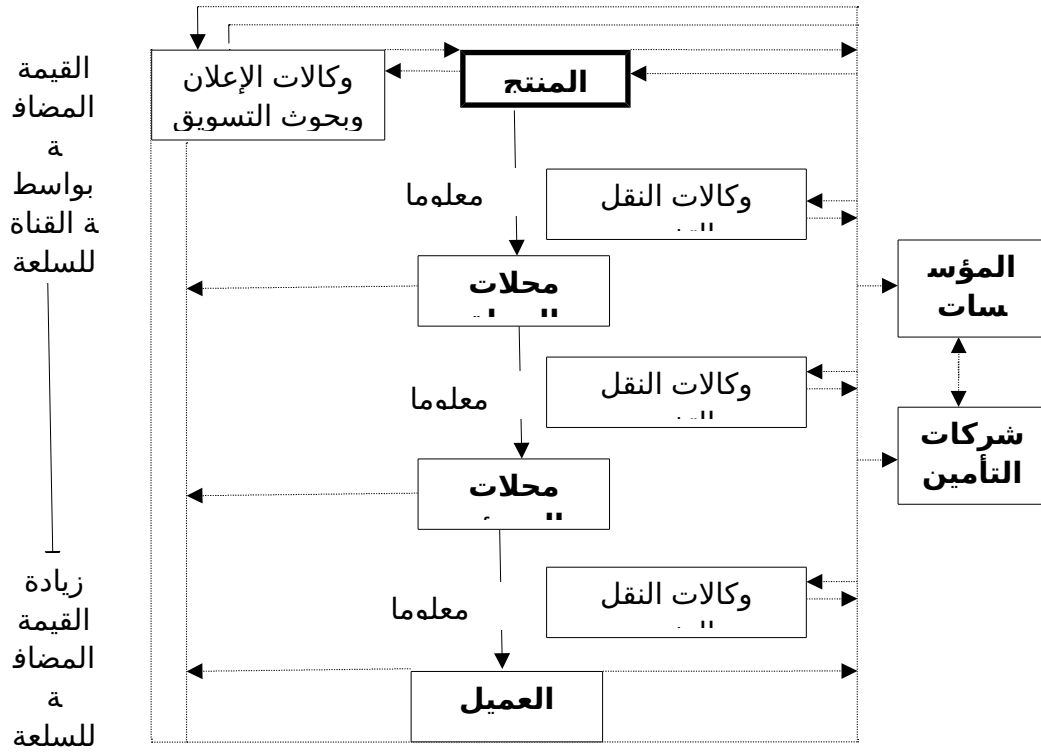 القيمة
المضاف
ة
بواسط
ة القناة
للسلعة
وكالات الإعلان
وبحوث التسويق
المنتج
معلوما
وكالات النقل
محلات
المؤس
سات
معلوما
وكالات النقل
شركات
التأمين
محلات
معلوما
وكالات النقل
العميل
زيادة
القيمة
المضاف
ة
للسلعة